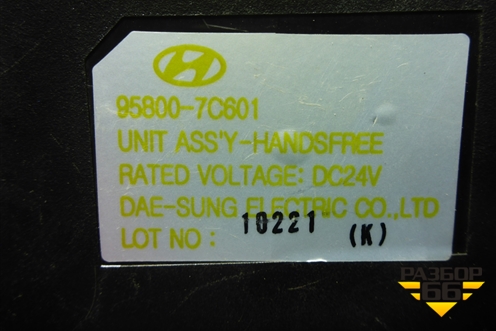 95800-7C601
UNIT ASS'Y-HANDSFREE
RATED VOLTAGE: DC24V
DAE-SUNG ELECTRIC CO.,LTD
LOT NO : 10221 (K)
РАЗБОР
66